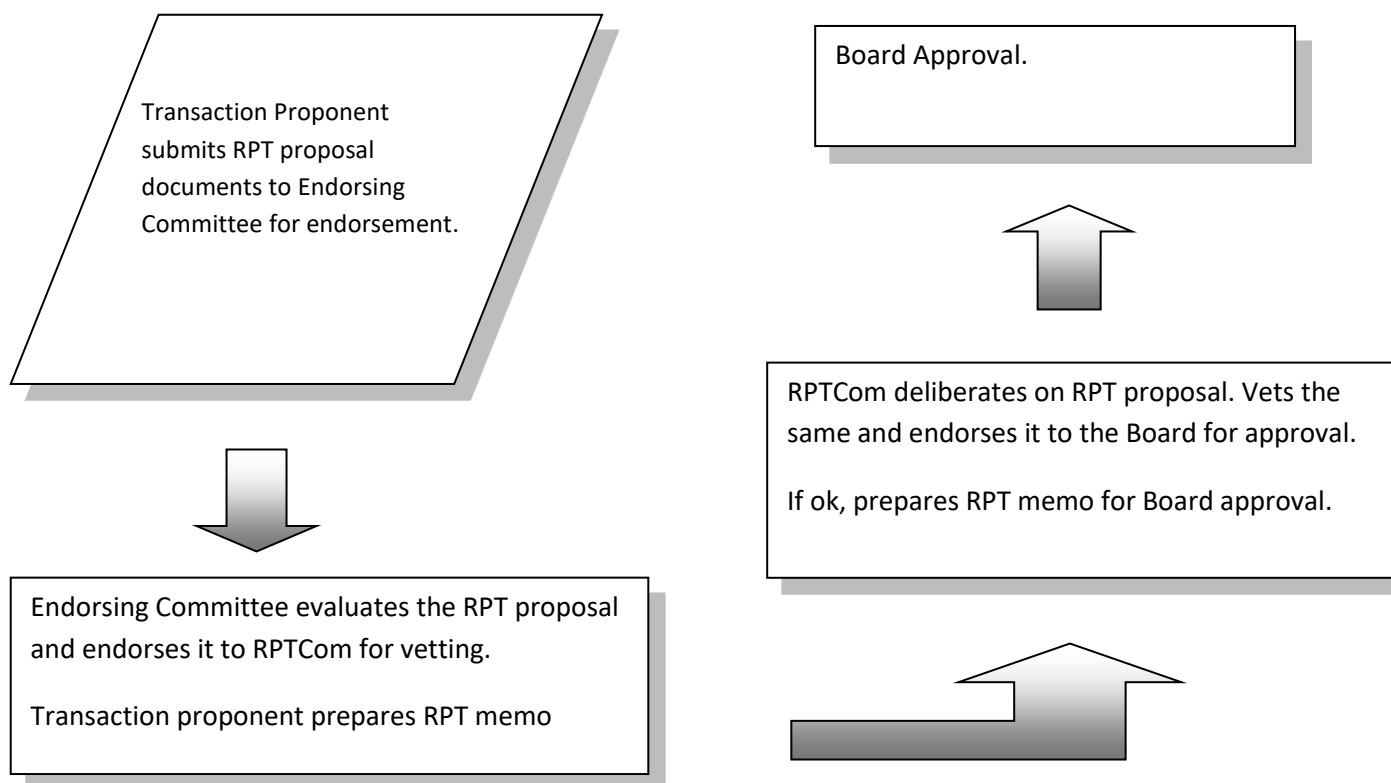 Transaction Proponent
submits RPT proposal
documents to Endorsing
Committee for endorsement.
Endorsing Committee evaluates the RPT proposal
and endorses it to RPTCom for vetting.
Transaction proponent prepares RPT memo
RPTCom deliberates on RPT proposal. Vets the
same and endorses it to the Board for approval.
If ok, prepares RPT memo for Board approval.
Board Approval.